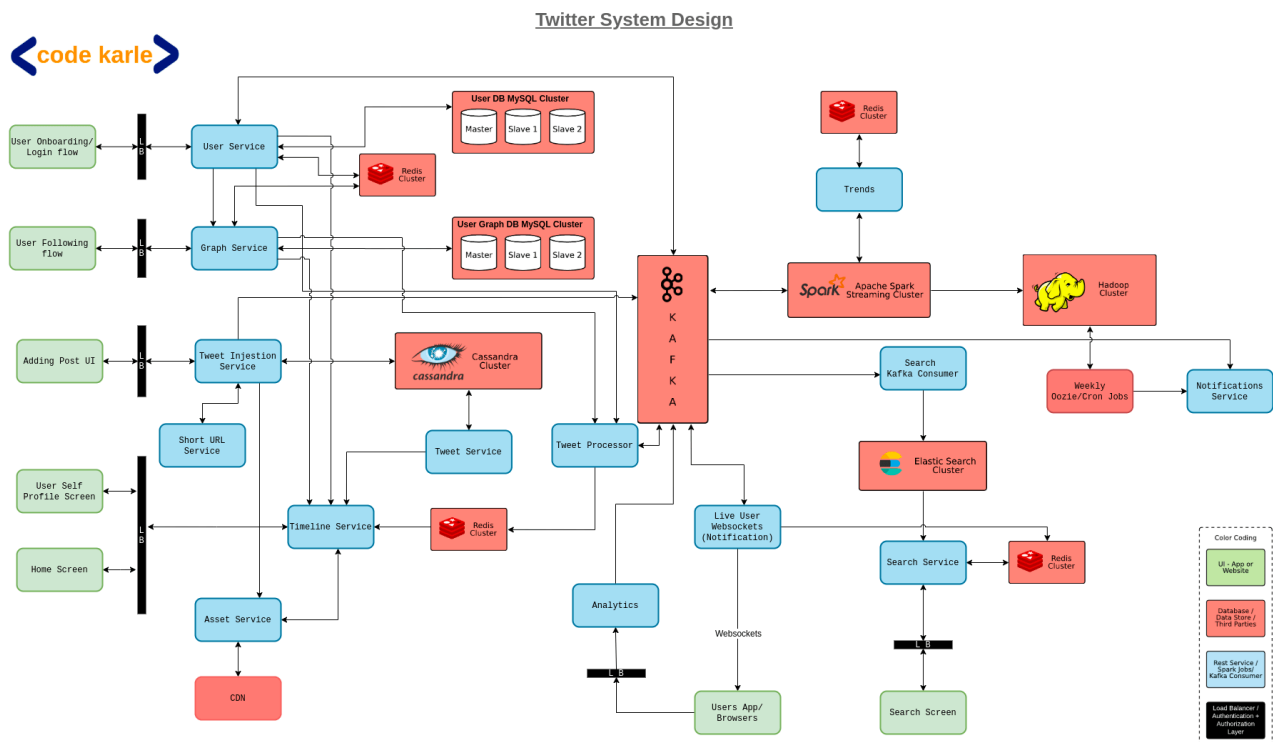 Twitter System Design
code karle
User Onboarding/
Login flow
L
B
User Service
User DB MySQL Cluster
Master
Slave 1
Slave 2
Redis
Cluster
Redis
Cluster
Trends
User Following
flow
L
B
Graph Service
User Graph DB MySQL Cluster
Master
Slave 1
Slave 2
K
A
F
K
A
Spark
Apache Spark
Streaming Cluster
Hadoop
Cluster
Adding Post UI
L
B
Tweet Injestion
Service
cassandra
Cassandra
Cluster
Search
Kafka Consumer
Weekly
Oozie/Cron Jobs
Notifications
Service
Short URL
Service
Tweet Service
Tweet Processor
Elastic Search
Cluster
User Self
Profile Screen
L
B
Timeline Service
Redis
Cluster
Live User
Websockets
(Notification)
Home Screen
Search Service
Redis
Cluster
Asset Service
Analytics
Websockets
L B
L B
CDN
Users App/
Browsers
Search Screen
Color Coding
UI - App or
Website
Database /
Data Store /
Third Parties
Rest Service /
Spark Jobs/
Kafka Consumer
Load Balancer /
Authentication +
Authorization
Layer